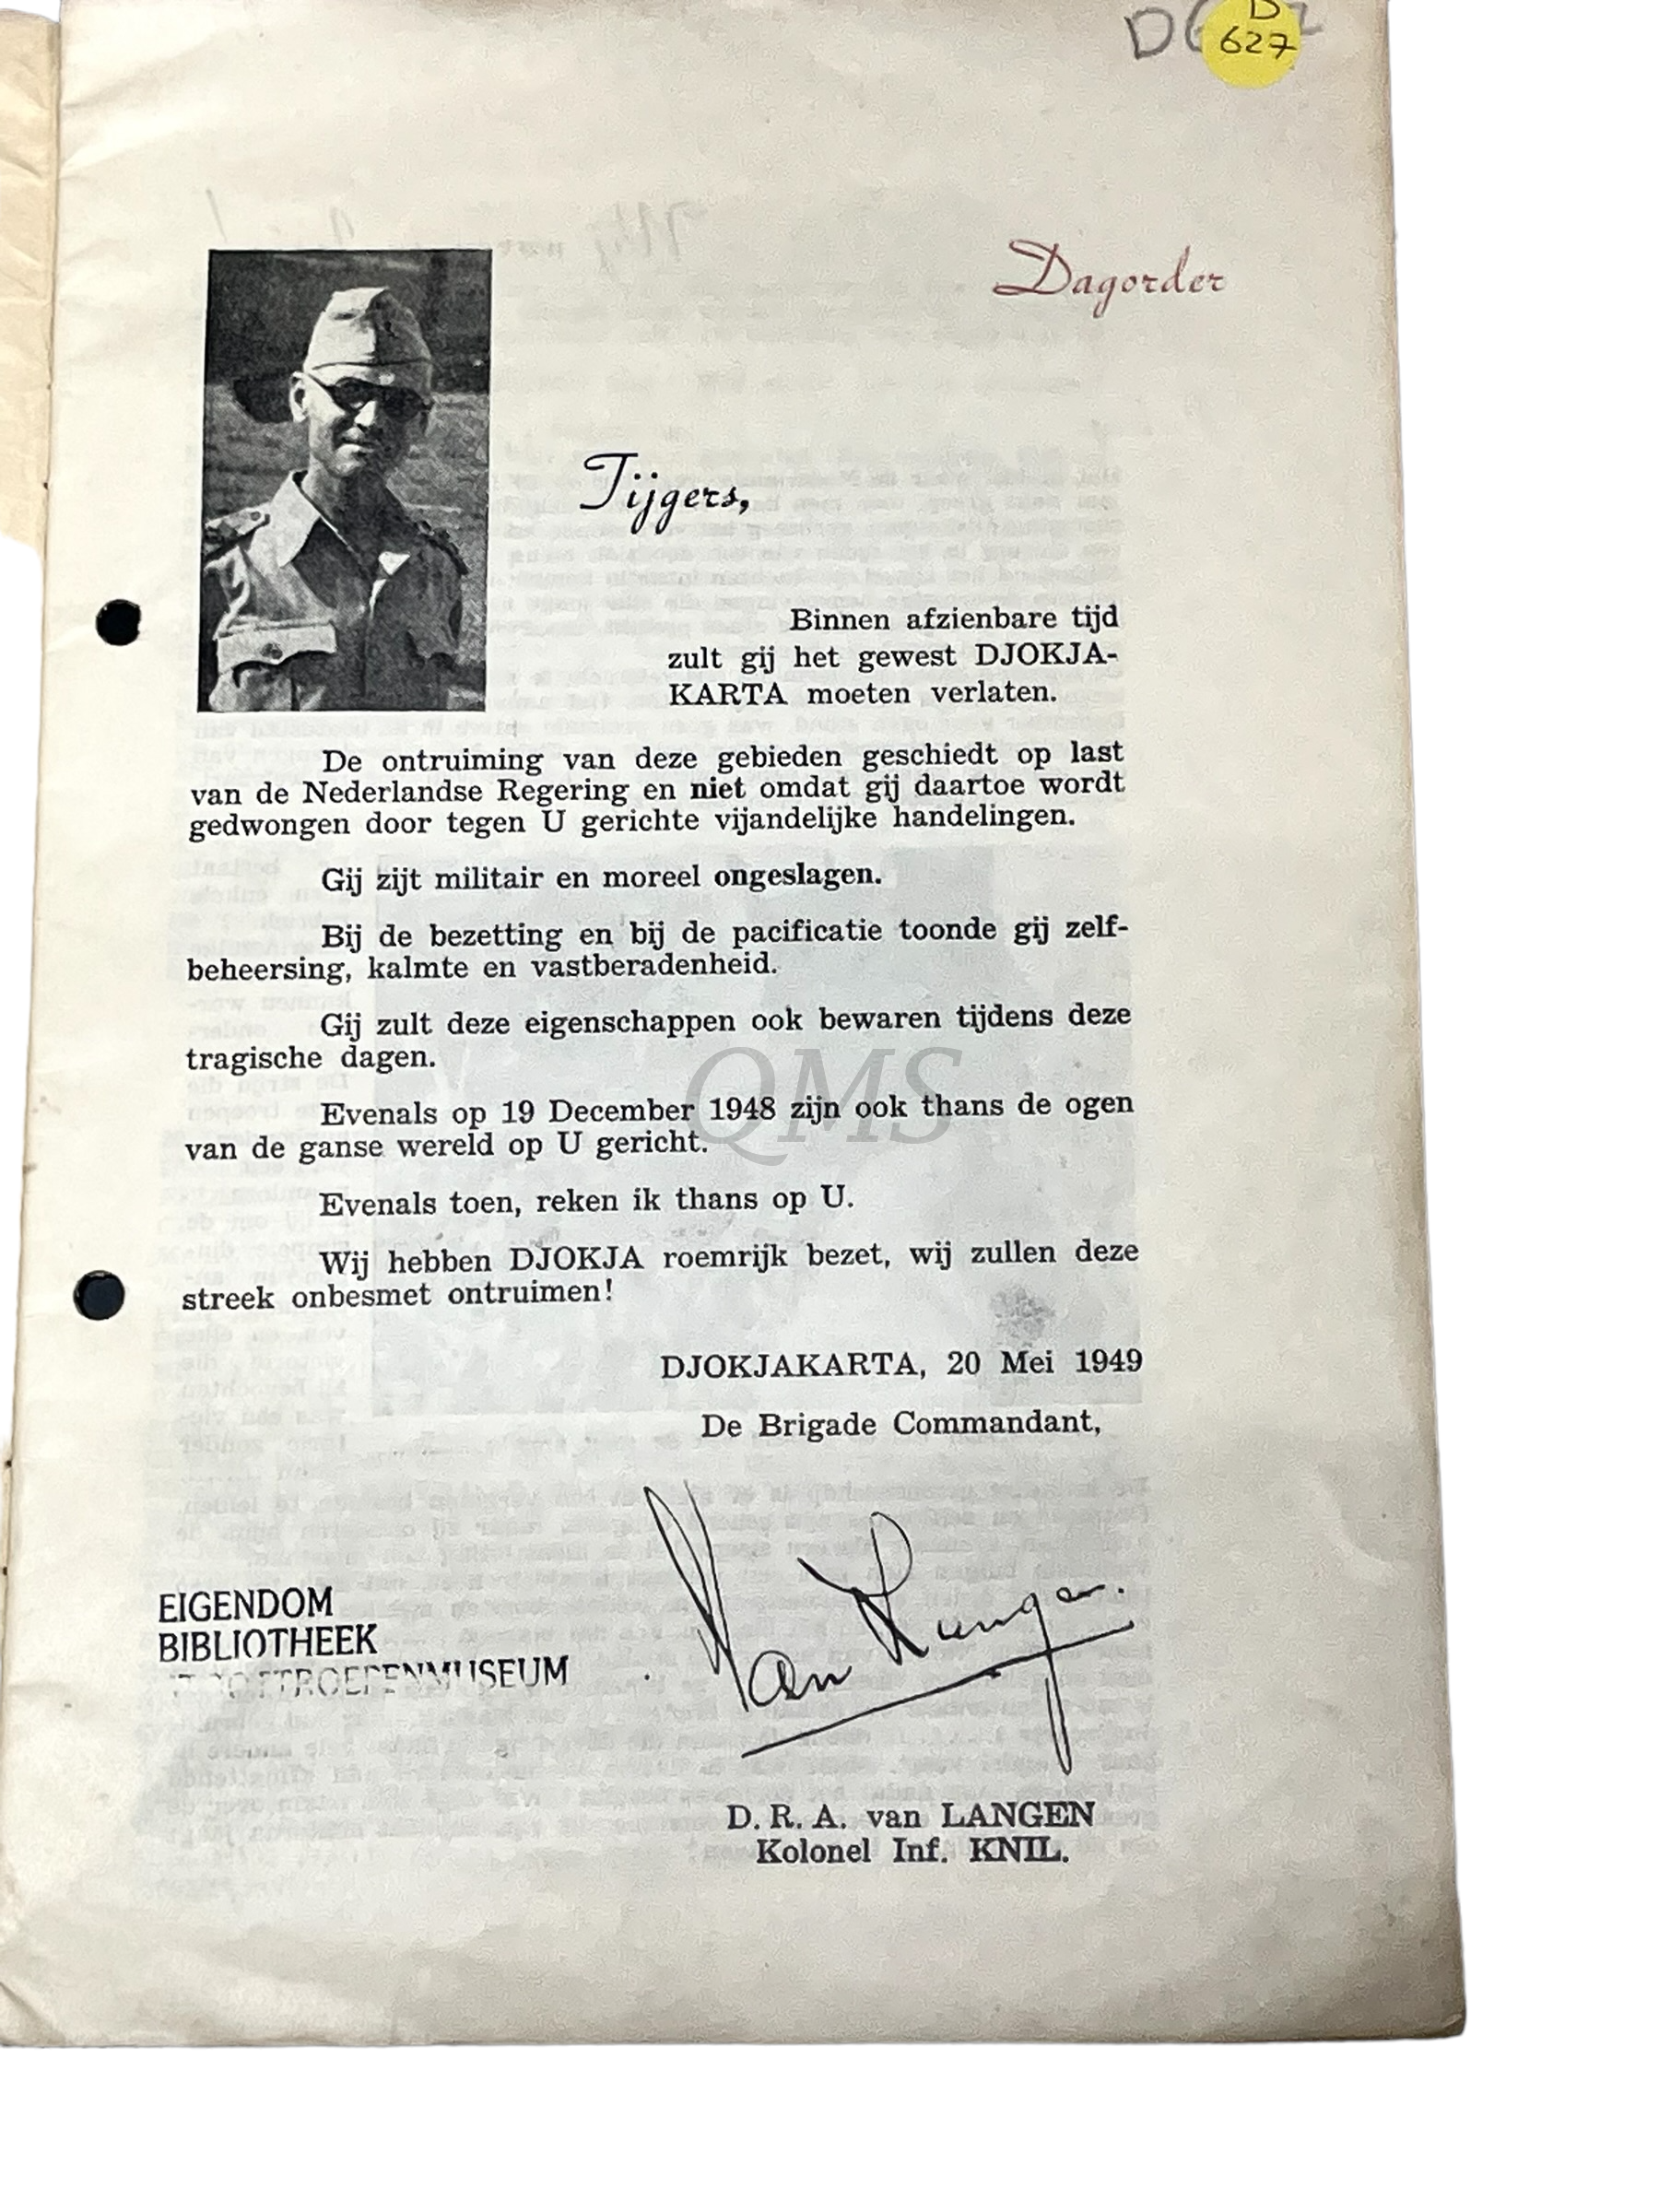 D
627
Dagorder
Tijgers,
Binnen afzienbare tijd
zult gij het gewest DJOKJA-
KARTA moeten verlaten.
De ontruiming van deze gebieden geschiedt op last
van de Nederlandse Regering en niet omdat gij daartoe wordt
gedwongen door tegen U gerichte vijandelijke handelingen.
Gij zijt militair en moreel ongeslagen.
Bij de bezetting en bij de pacificatie toonde gij zelf-
beheersing, kalmte en vastberadenheid.
Gij zult deze eigenschappen ook bewaren tijdens deze
tragische dagen.
QMS
Evenals op 19 December 1948 zijn ook thans de ogen
van de ganse wereld op U gericht.
Evenals toen, reken ik thans op U.
Wij hebben DJOKJA roemrijk bezet, wij zullen deze
streek onbesmet ontruimen!
DJOKJAKARTA, 20 Mei 1949
De Brigade Commandant,
van Langen.
EIGENDOM
BIBLIOTHEEK
D. R. A. van LANGEN
Kolonel Inf. KNIL.